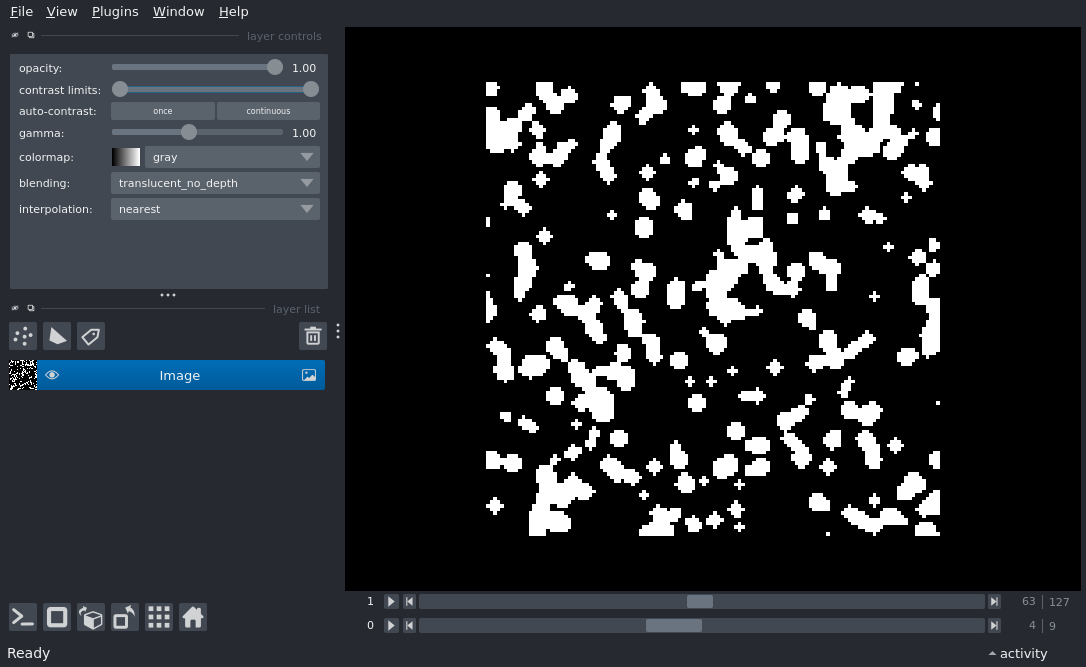 File View Plugins Window Help
layer controls
opacity: 1.00
contrast limits:
auto-contrast: once continuous
gamma: 1.00
colormap: gray
blending: translucent_no_depth
interpolation: nearest
layer list
Image
1 63 127
0 4 9
Ready activity